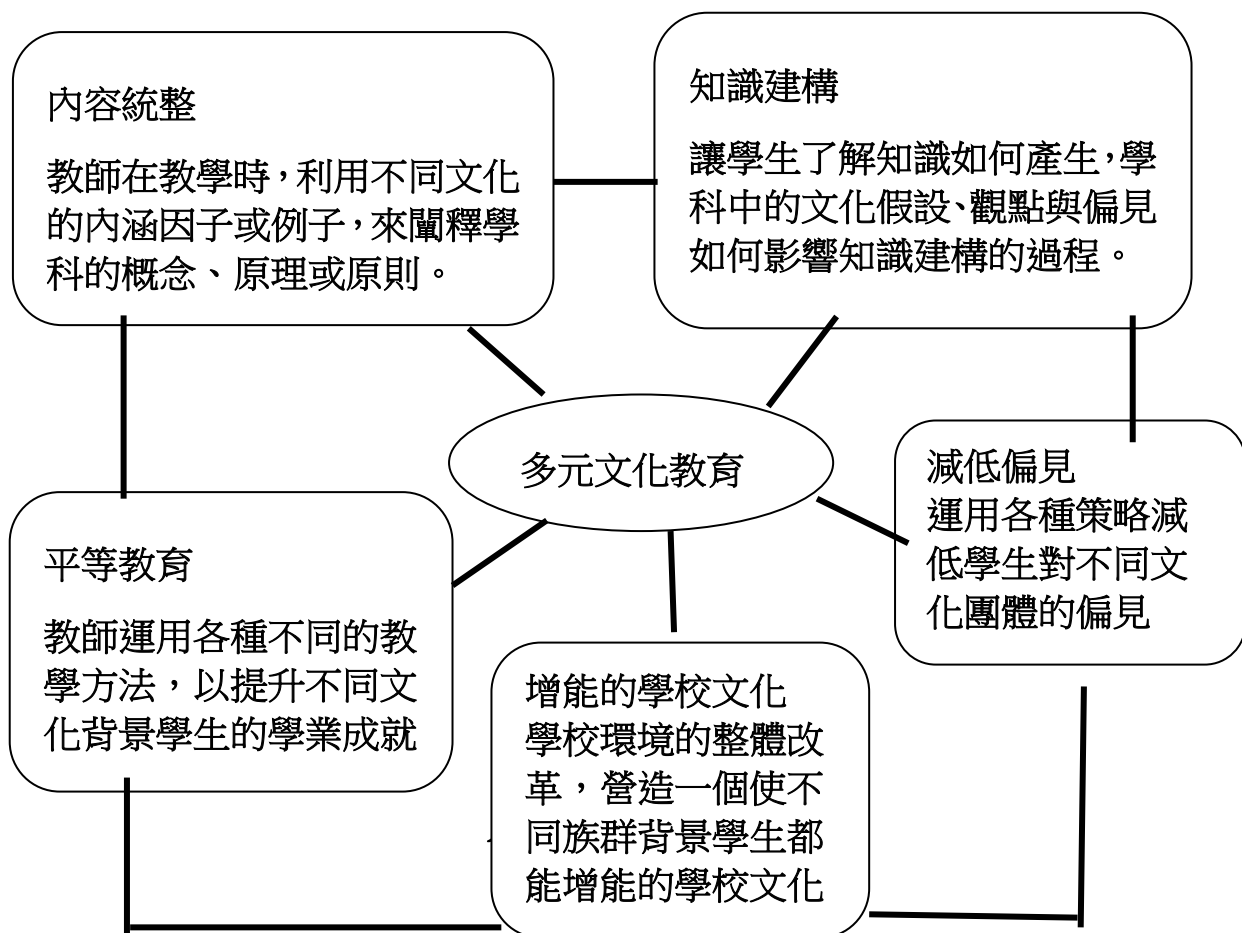 內容統整
教師在教學時，利用不同文化
的內涵因子或例子，來闡釋學
科的概念、原理或原則。
知識建構
讓學生了解知識如何產生，學
科中的文化假設、觀點與偏見
如何影響知識建構的過程。
多元文化教育
減低偏見
運用各種策略減
低學生對不同文
化團體的偏見
平等教育
教師運用各種不同的教
學方法，以提升不同文
化背景學生的學業成就
增能的學校文化
學校環境的整體改
革，營造一個使不
同族群背景學生都
能增能的學校文化